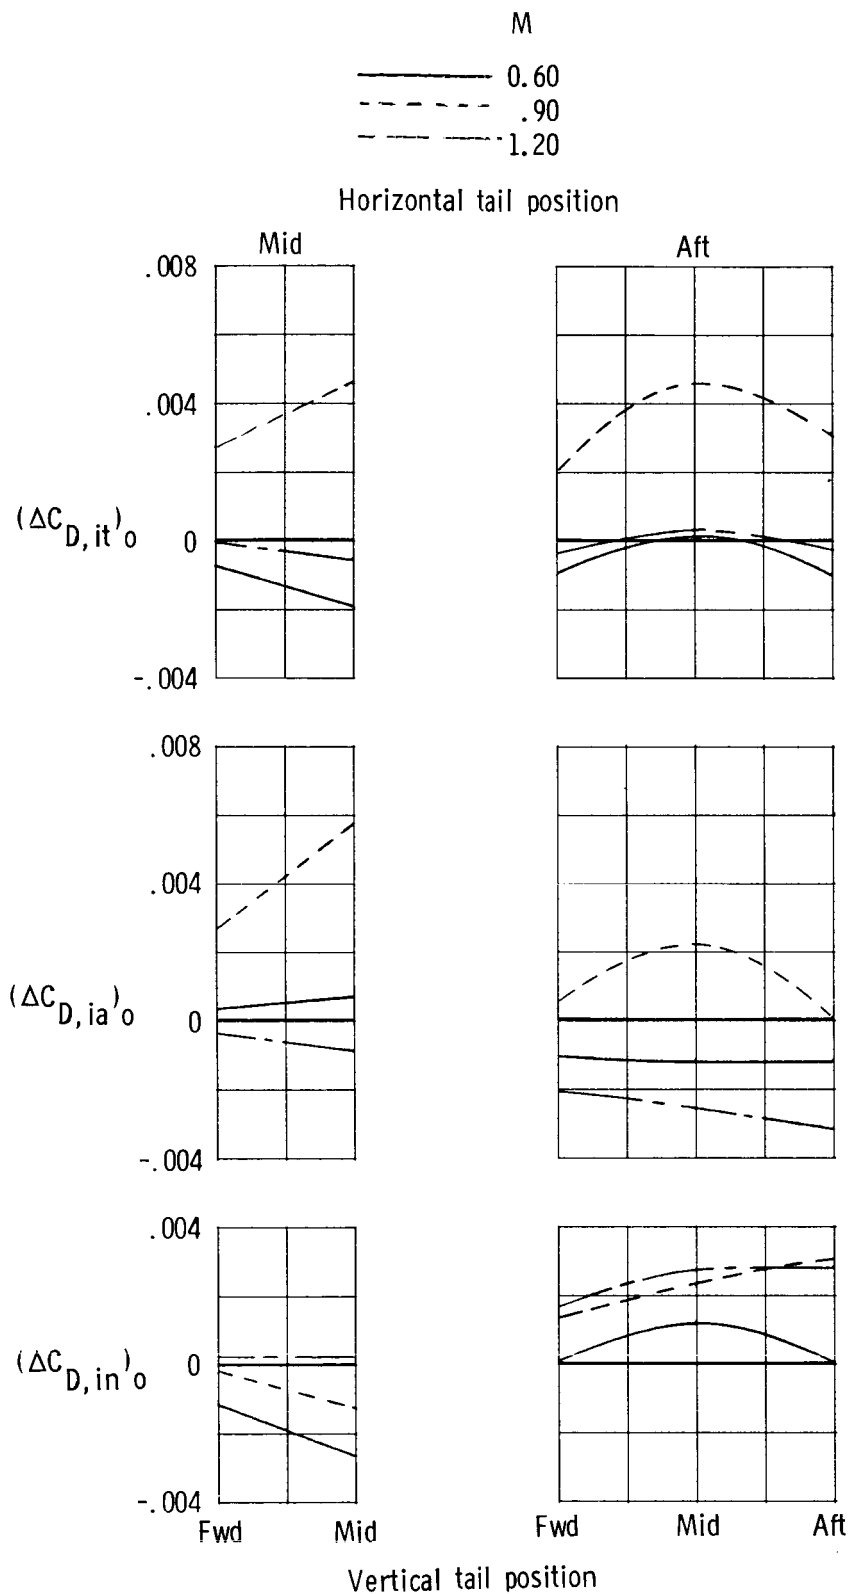 M
0.60
.90
1.20
Horizontal tail position
Mid
Aft
.008
.004
(ΔC_D,it)_o
0
-.004
.008
.004
(ΔC_D,ia)_o
0
-.004
.004
(ΔC_D,in)_o
0
-.004
Fwd Mid
Fwd Mid Aft
Vertical tail position